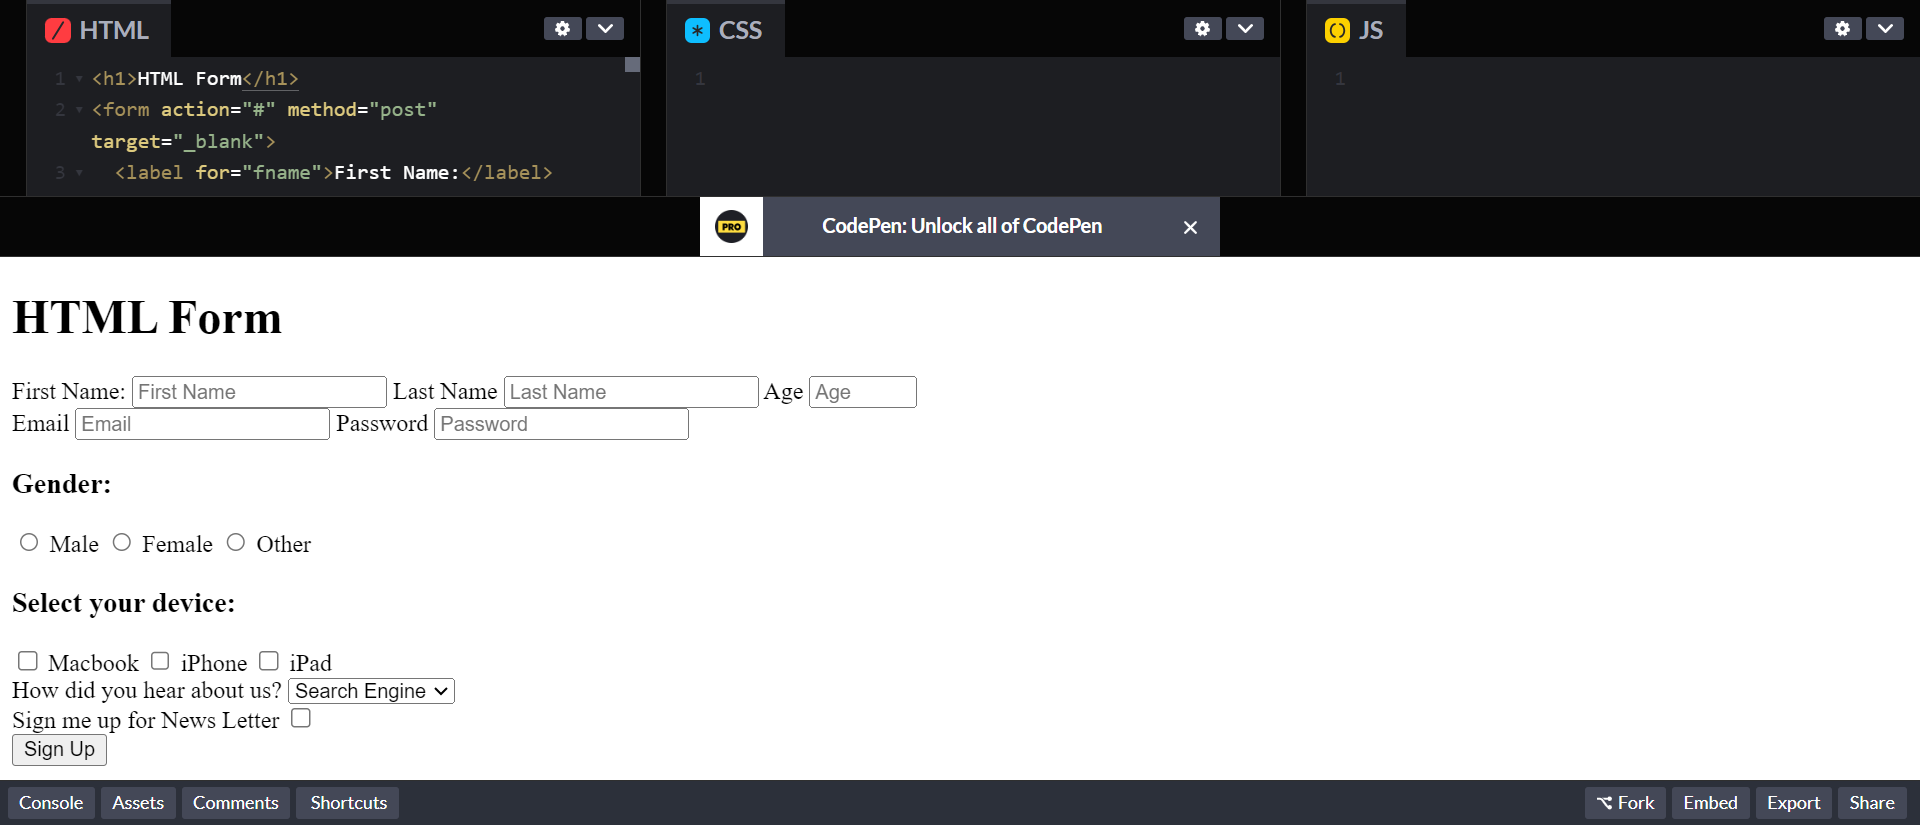 HTML
CSS
JS
1 <h1>HTML Form</h1>
2 <form action="#" method="post"
target="_blank">
3 <label for="fname">First Name:</label>
1
1
PRO
CodePen: Unlock all of CodePen
HTML Form
First Name: First Name Last Name Last Name Age Age
Email Email Password Password
Gender:
Male Female Other
Select your device:
Macbook iPhone iPad
How did you hear about us? Search Engine
Sign me up for News Letter
Sign Up
Console Assets Comments Shortcuts Fork Embed Export Share